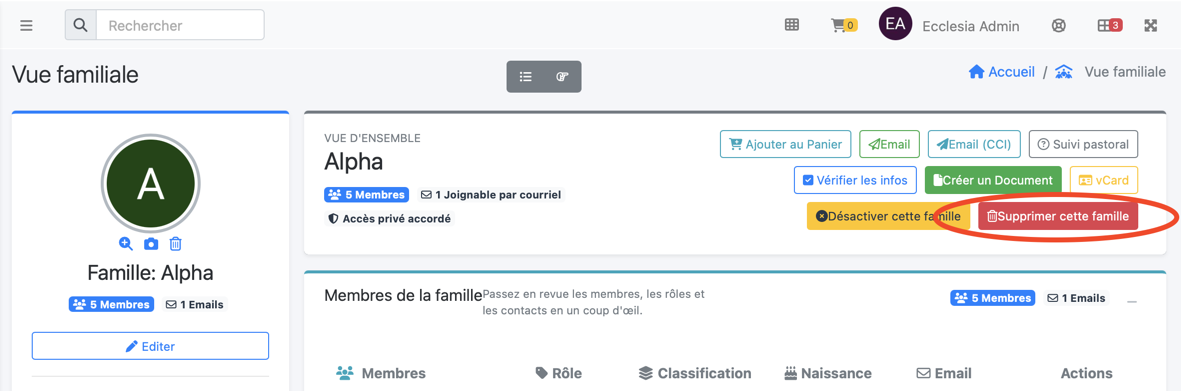 Rechercher
0
EA
Ecclesia Admin
3
Vue familiale
Accueil / Vue familiale
A
Famille: Alpha
5 Membres 1 Emails
Editer
VUE D'ENSEMBLE
Alpha
5 Membres 1 Joignable par courriel
Accès privé accordé
Ajouter au Panier Email Email (CCI) Suivi pastoral
Vérifier les infos Créer un Document vCard
Désactiver cette famille Supprimer cette famille
Membres de la famille
Passez en revue les membres, les rôles et
les contacts en un coup d'œil.
5 Membres 1 Emails
Membres Rôle Classification Naissance Email Actions